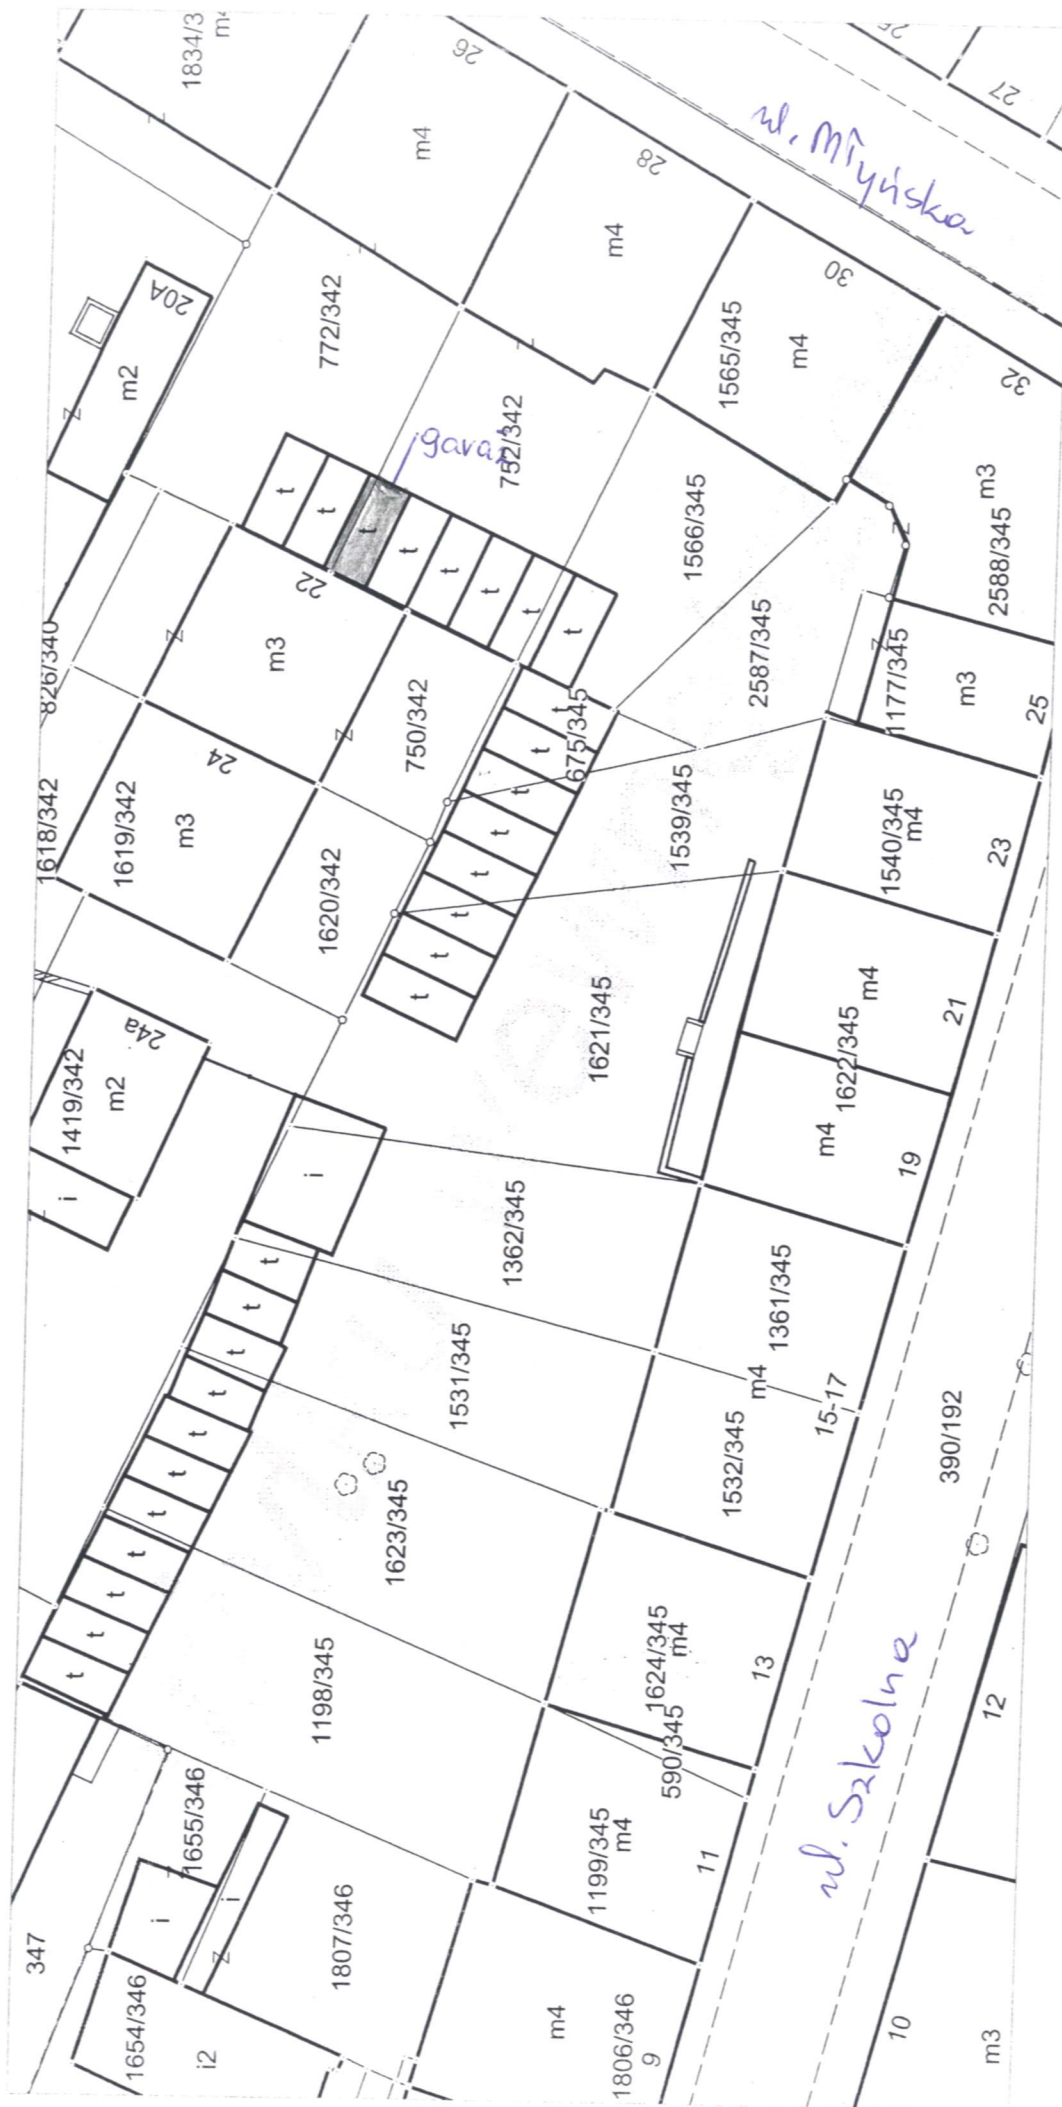 1834/3
m4
26
25
27
ul. Młyńska
m4
28
m4
30
32
20A
m2
772/342
1565/345
m4
752/342
garaż
t
t
t
t
t
t
t
t
22
m3
1566/345
m3
2588/345
826/340
750/342
2587/345
1177/345
m3
25
24
1618/342
1619/342
m3
675/345
t
t
t
t
t
t
t
1539/345
1540/345
m4
23
1620/342
1621/345
m4
1622/345
21
24a
1419/342
m2
i
i
m4
19
1362/345
1361/345
t
t
t
t
t
t
t
t
t
t
t
1531/345
m4
15-17
1532/345
390/192
1623/345
1198/345
1624/345
m4
13
590/345
12
ul. Szkolna
1655/346
1199/345
m4
11
i
i
347
1807/346
1654/346
i2
m4
1806/346
9
10
m3